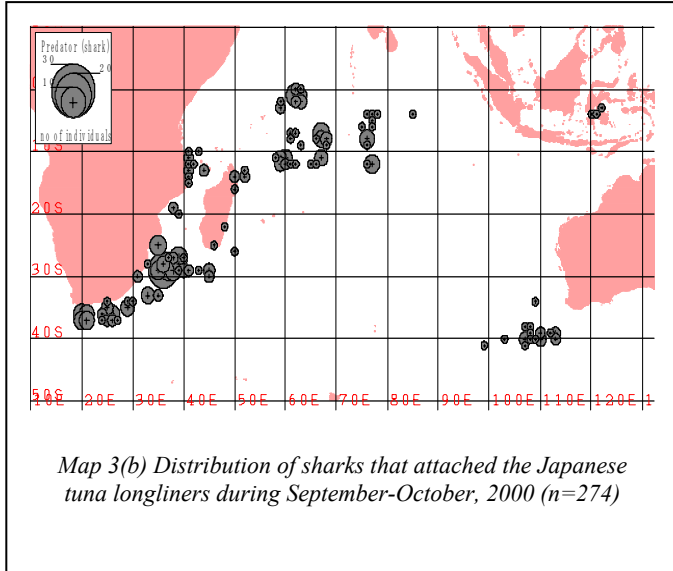 Predator (shark)
30
20
10
no of individuals
10S
20S
30S
40S
50S
10E 20E 30E 40E 50E 60E 70E 80E 90E 100E 110E 120E 1
Map 3(b) Distribution of sharks that attached the Japanese
tuna longliners during September-October, 2000 (n=274)